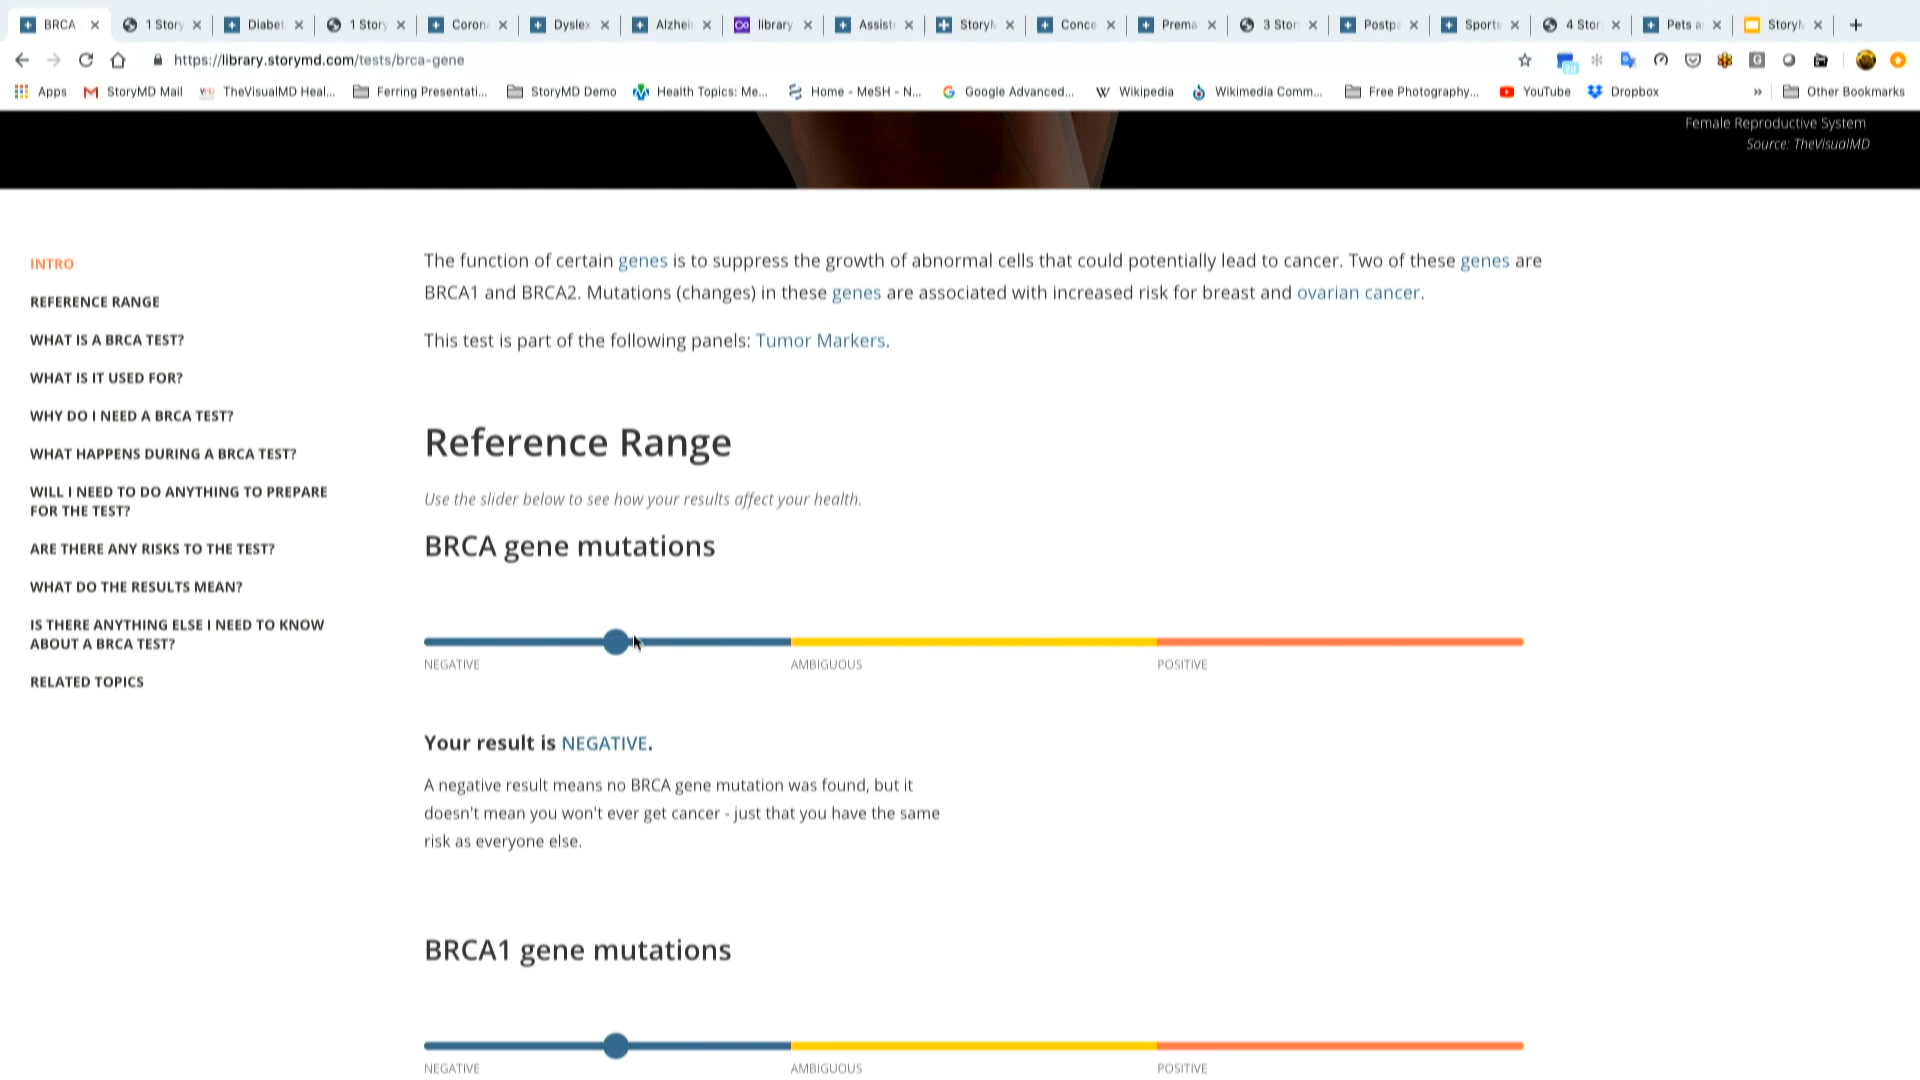 BRCA
1 Story
Diabet
1 Story
Coron
Dyslex
Alzhei
library
Assist
StoryM
Conce
Prema
3 Stor
Postp
Sports
4 Stor
Pets a
StoryM
https://library.storymd.com/tests/brca-gene
Apps
StoryMD Mail
TheVisualMD Heal...
Ferring Presentati...
StoryMD Demo
Health Topics: Me...
Home - MeSH - N...
Google Advanced...
Wikipedia
Wikimedia Comm...
Free Photography...
YouTube
Dropbox
»
Other Bookmarks
Female Reproductive System
Source: TheVisualMD
INTRO
REFERENCE RANGE
WHAT IS A BRCA TEST?
WHAT IS IT USED FOR?
WHY DO I NEED A BRCA TEST?
WHAT HAPPENS DURING A BRCA TEST?
WILL I NEED TO DO ANYTHING TO PREPARE
FOR THE TEST?
ARE THERE ANY RISKS TO THE TEST?
WHAT DO THE RESULTS MEAN?
IS THERE ANYTHING ELSE I NEED TO KNOW
ABOUT A BRCA TEST?
RELATED TOPICS
The function of certain genes is to suppress the growth of abnormal cells that could potentially lead to cancer. Two of these genes are
BRCA1 and BRCA2. Mutations (changes) in these genes are associated with increased risk for breast and ovarian cancer.
This test is part of the following panels: Tumor Markers.
Reference Range
Use the slider below to see how your results affect your health.
BRCA gene mutations
NEGATIVE AMBIGUOUS POSITIVE
Your result is NEGATIVE.
A negative result means no BRCA gene mutation was found, but it
doesn't mean you won't ever get cancer - just that you have the same
risk as everyone else.
BRCA1 gene mutations
NEGATIVE AMBIGUOUS POSITIVE